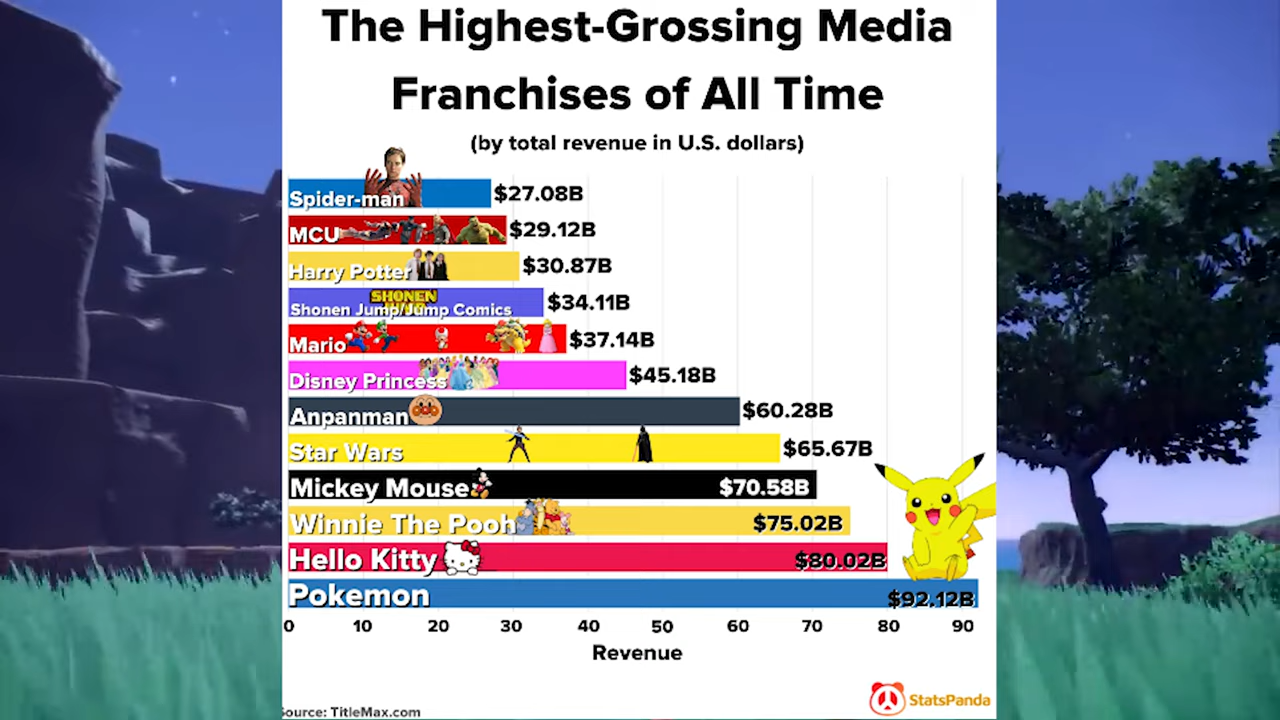 The Highest-Grossing Media
Franchises of All Time
(by total revenue in U.S. dollars)
Spider-man $27.08B
MCU $29.12B
Harry Potter $30.87B
SHONEN
Shonen Jump/Jump Comics $34.11B
Mario $37.14B
Disney Princess $45.18B
Anpanman $60.28B
Star Wars $65.67B
Mickey Mouse $70.58B
Winnie The Pooh $75.02B
Hello Kitty $80.02B
Pokemon $92.12B
0 10 20 30 40 50 60 70 80 90
Revenue
Source: TitleMax.com
StatsPanda